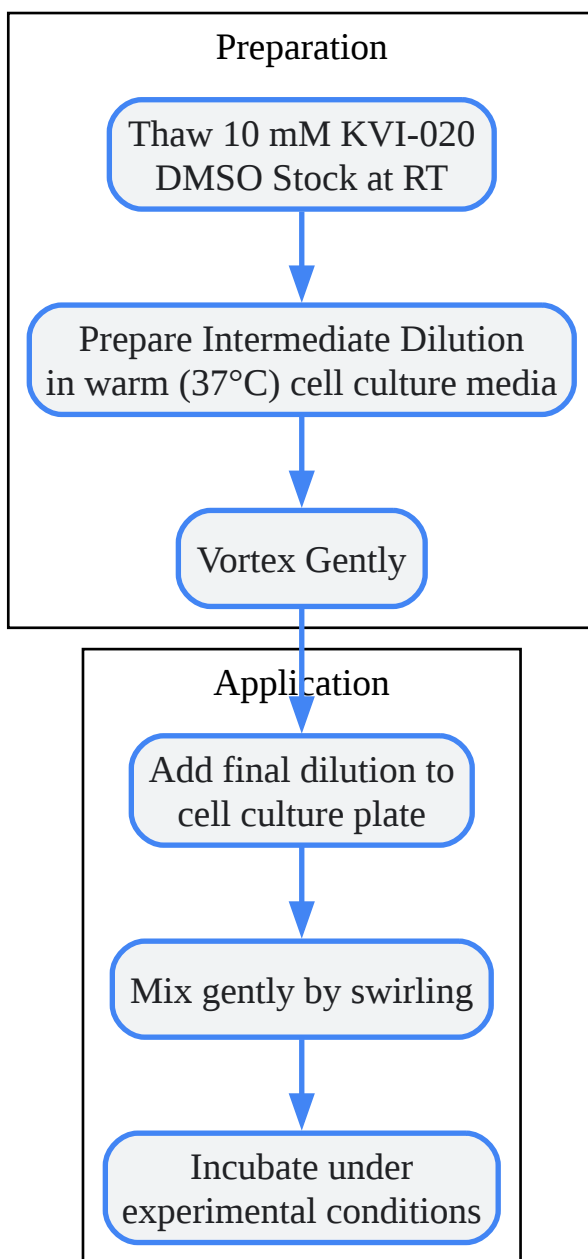 Preparation
Thaw 10 mM KVI-020
DMSO Stock at RT
Prepare Intermediate Dilution
in warm (37°C) cell culture media
Vortex Gently
Application
Add final dilution to
cell culture plate
Mix gently by swirling
Incubate under
experimental conditions